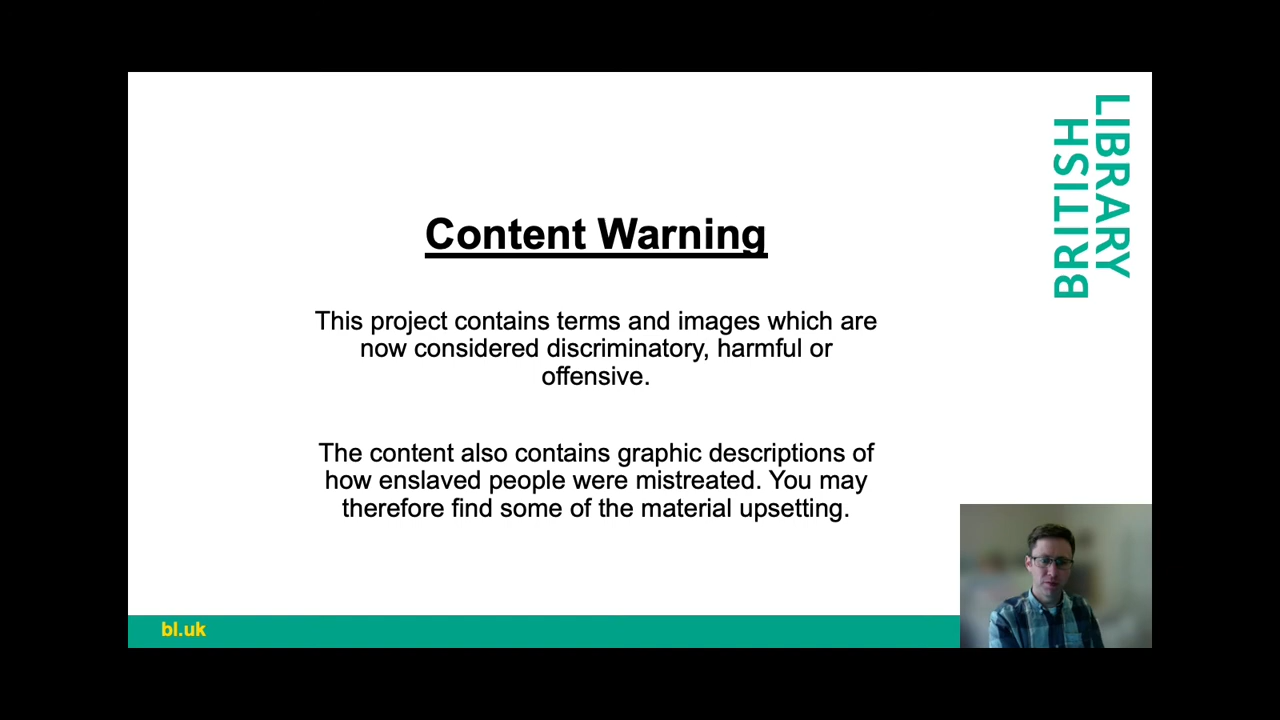 LIBRARY
BRITISH
Content Warning
This project contains terms and images which are
now considered discriminatory, harmful or
offensive.
The content also contains graphic descriptions of
how enslaved people were mistreated. You may
therefore find some of the material upsetting.
bl.uk